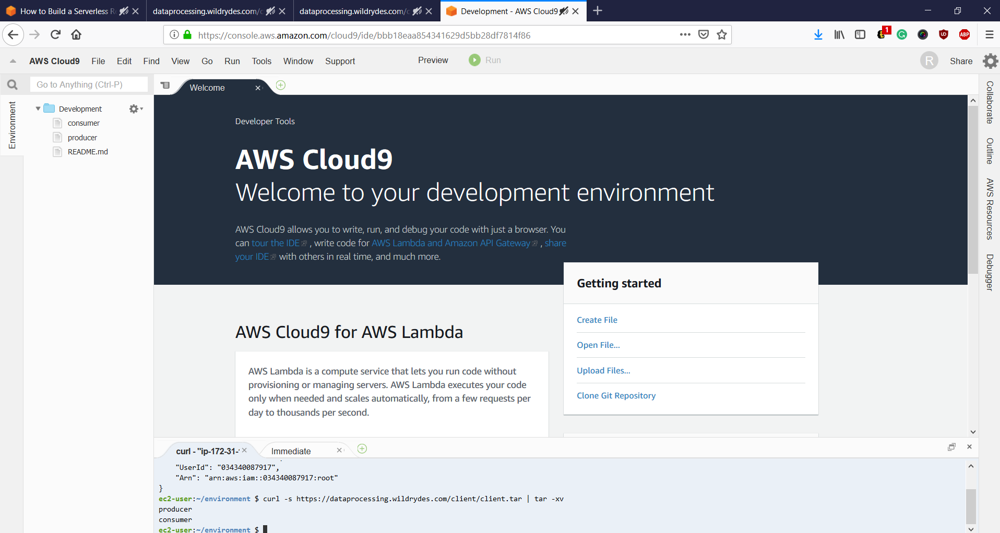 How to Build a Serverless Re
dataprocessing.wildrydes.com/c
dataprocessing.wildrydes.com/c
Development - AWS Cloud9
https://console.aws.amazon.com/cloud9/ide/bbb18eaa854341629d5bb28df7814f86
1
ABP
AWS Cloud9 File Edit Find View Go Run Tools Window Support Preview Run R Share
Go to Anything (Ctrl-P)
Welcome
Environment
Development
consumer
producer
README.md
Developer Tools
AWS Cloud9
Welcome to your development environment
AWS Cloud9 allows you to write, run, and debug your code with just a browser. You
can tour the IDE , write code for AWS Lambda and Amazon API Gateway , share
your IDE with others in real time, and much more.
Getting started
Create File
Open File...
Upload Files...
Clone Git Repository
AWS Cloud9 for AWS Lambda
AWS Lambda is a compute service that lets you run code without
provisioning or managing servers. AWS Lambda executes your code
only when needed and scales automatically, from a few requests per
day to thousands per second.
Collaborate
Outline
AWS Resources
Debugger
curl - "ip-172-31-
Immediate
"UserId": "034340087917",
"Arn": "arn:aws:iam::034340087917:root"
}
ec2-user:~/environment $ curl -s https://dataprocessing.wildrydes.com/client/client.tar | tar -xv
producer
consumer
ec2-user:~/environment $